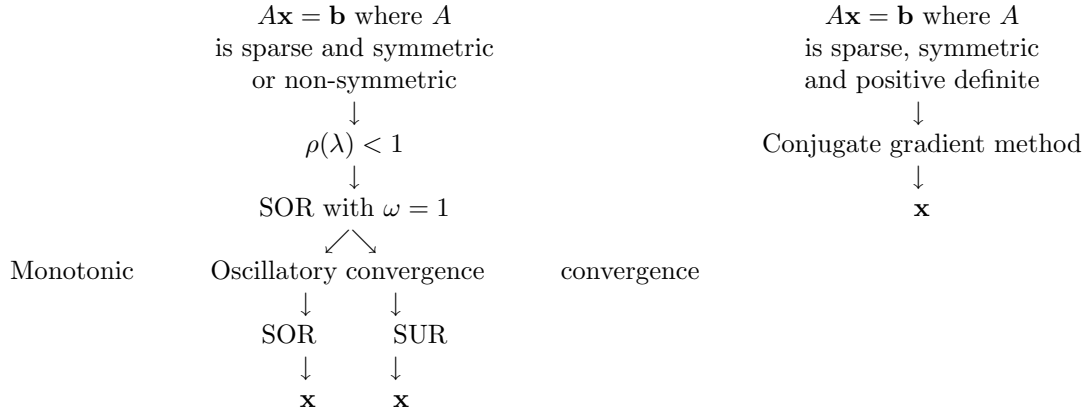 Ax = b where A
is sparse and symmetric
or non-symmetric
↓
ρ(λ) < 1
↓
SOR with ω = 1
↙ ↘
Monotonic Oscillatory convergence convergence
↓ ↓
SOR SUR
↓ ↓
x x
Ax = b where A
is sparse, symmetric
and positive definite
↓
Conjugate gradient method
↓
x